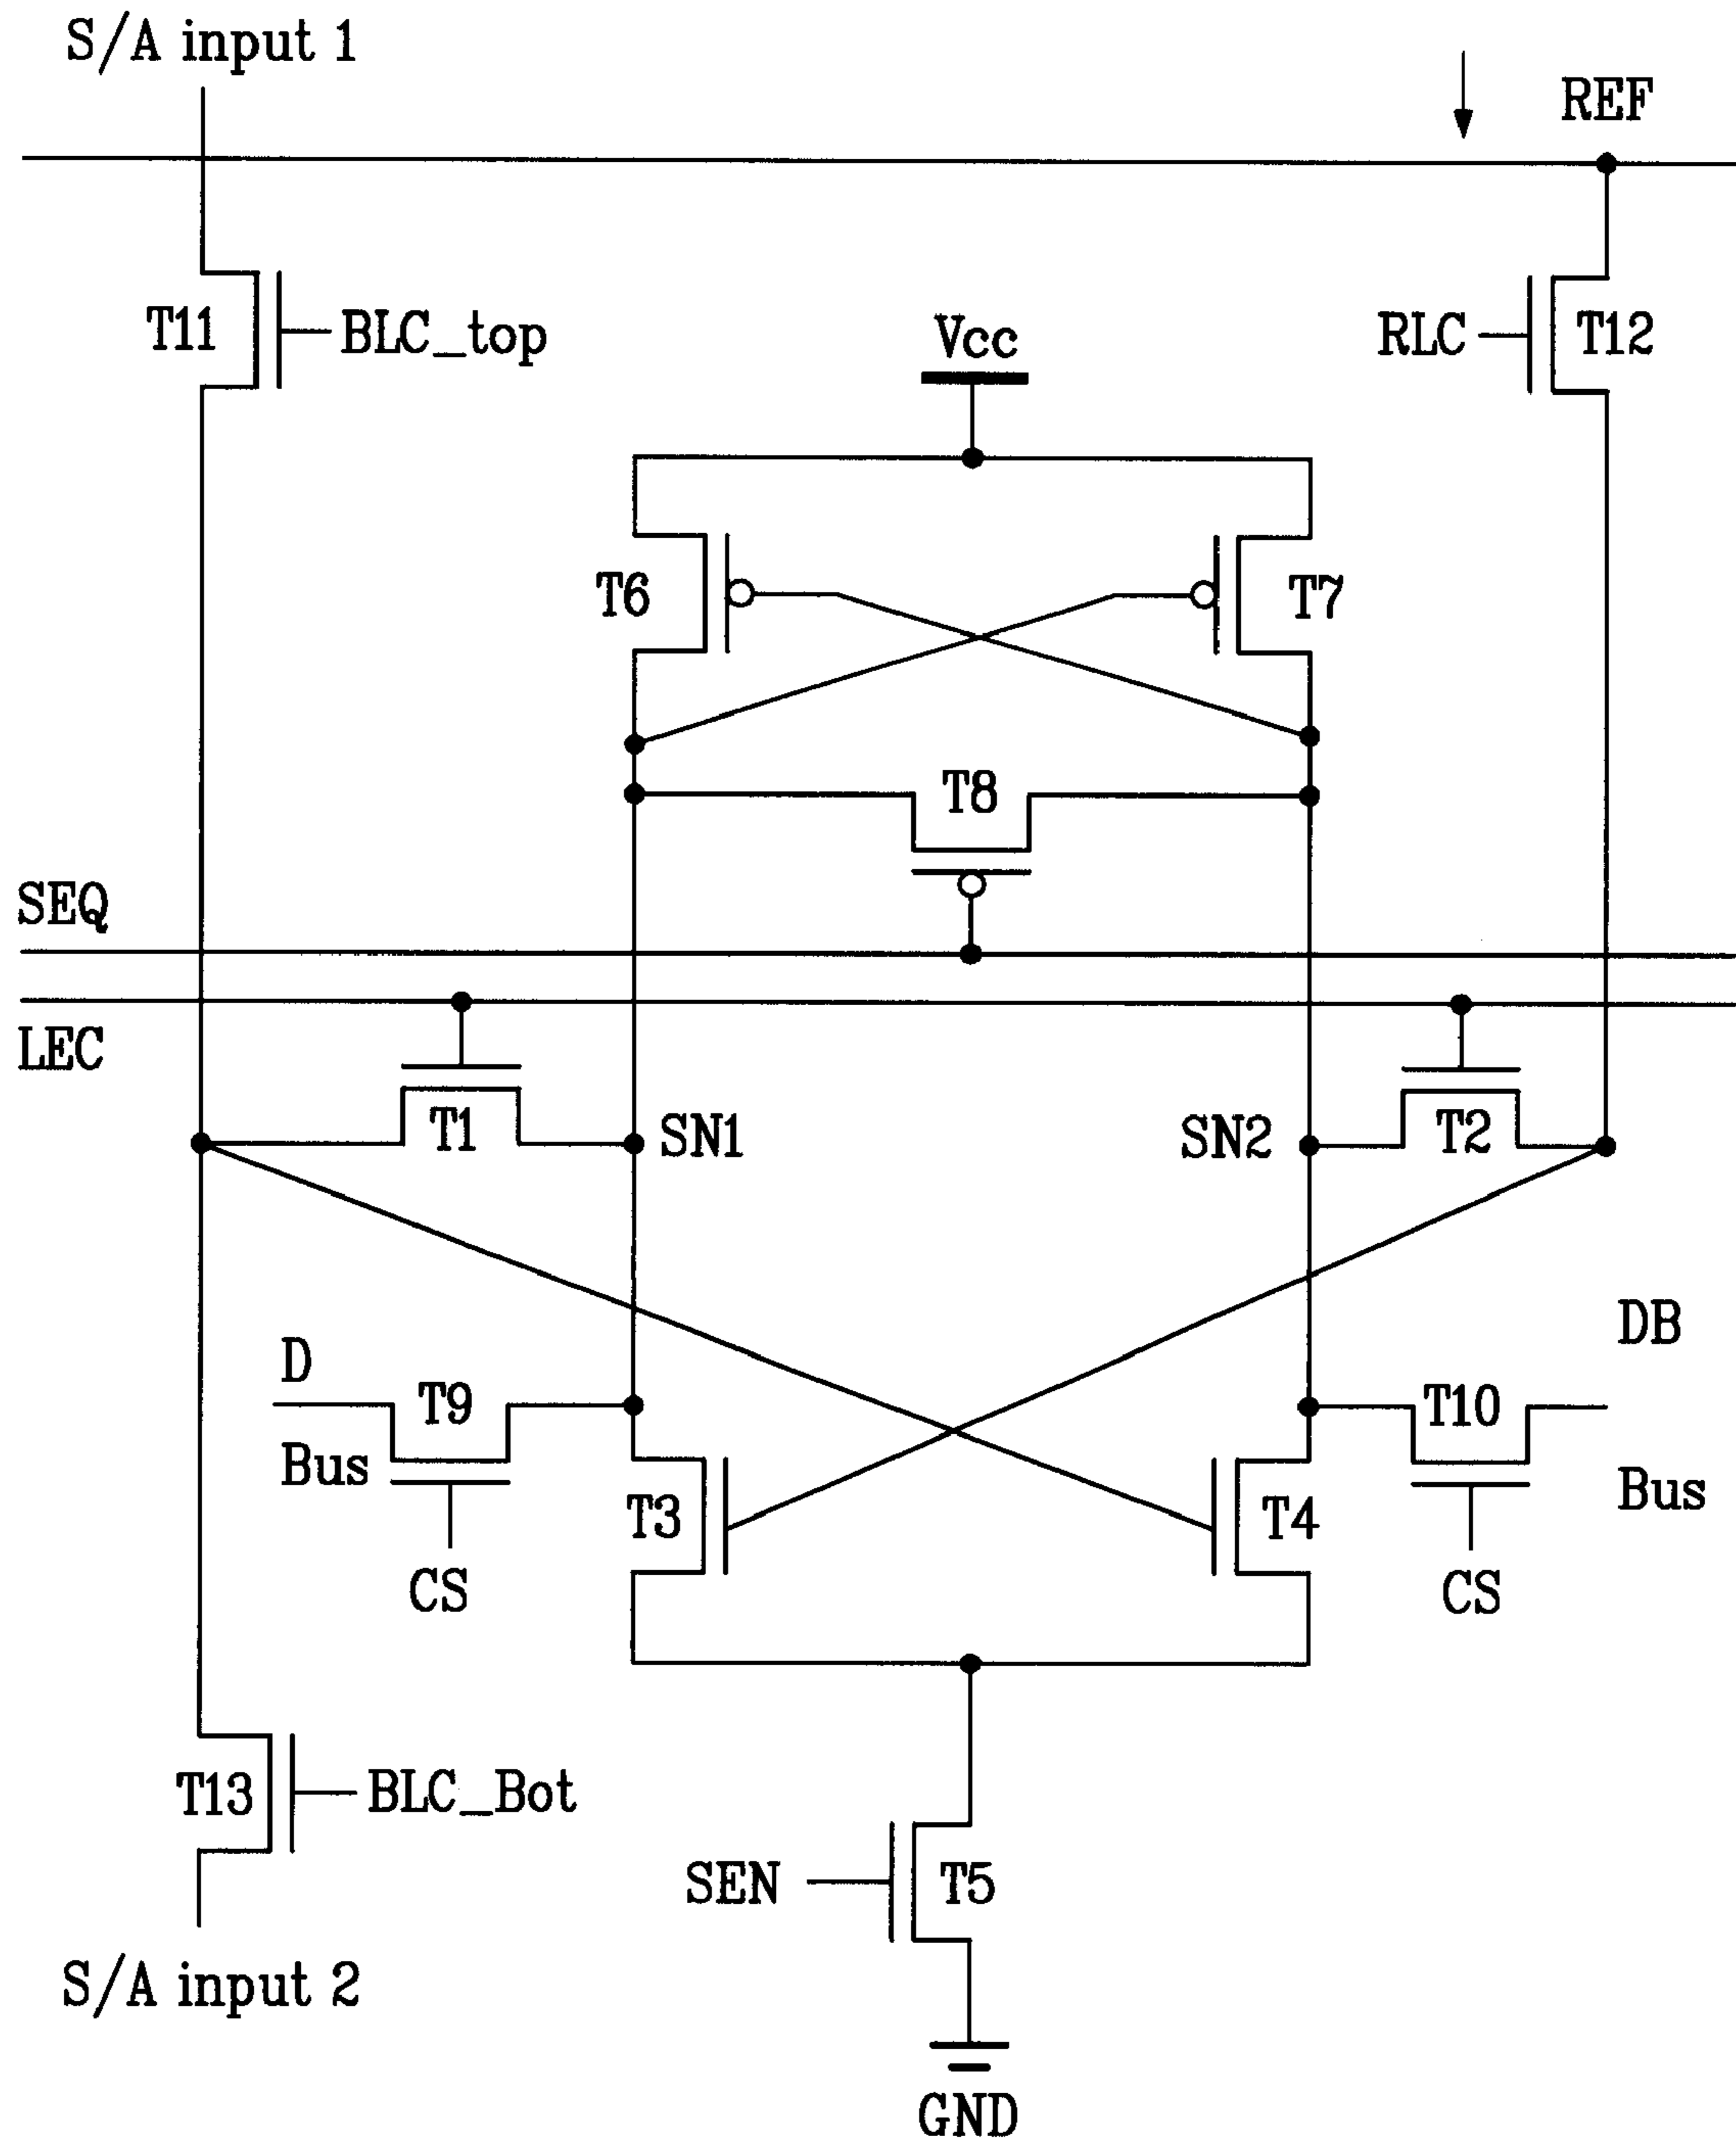 S/A input 1
REF
T11
BLC_top
Vcc
RLC
T12
T6
T7
T8
SEQ
LEC
T1
SN1
SN2
T2
D
T9
DB
T10
Bus
Bus
T3
T4
CS
CS
T13
BLC_Bot
SEN
T5
S/A input 2
GND